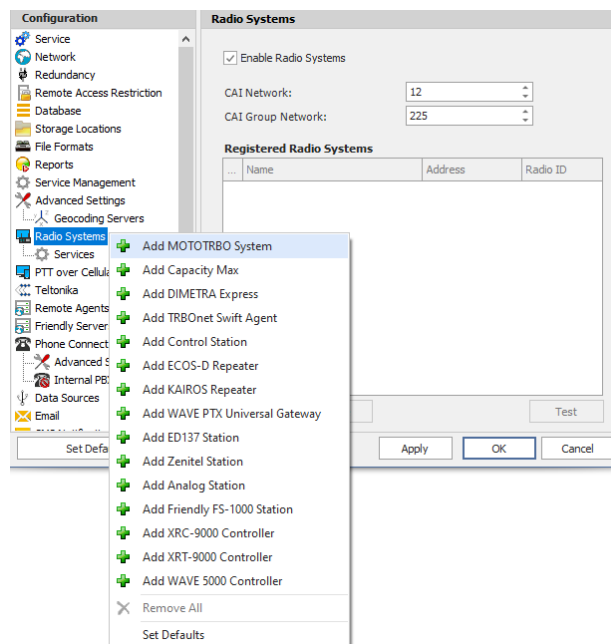 Configuration
Service
Network
Redundancy
Remote Access Restriction
Database
Storage Locations
File Formats
Reports
Service Management
Advanced Settings
Geocoding Servers
Radio Systems
Services
PTT over Cellula
Teltonika
Remote Agents
Friendly Server
Phone Connect
Advanced S
Internal PB
Data Sources
Email
Set Defa
Radio Systems
Enable Radio Systems
CAI Network: 12
CAI Group Network: 225
Registered Radio Systems
... Name Address Radio ID
Test
Apply OK Cancel
Add MOTOTRBO System
Add Capacity Max
Add DIMETRA Express
Add TRBOnet Swift Agent
Add Control Station
Add ECOS-D Repeater
Add KAIROS Repeater
Add WAVE PTX Universal Gateway
Add ED137 Station
Add Zenitel Station
Add Analog Station
Add Friendly FS-1000 Station
Add XRC-9000 Controller
Add XRT-9000 Controller
Add WAVE 5000 Controller
Remove All
Set Defaults